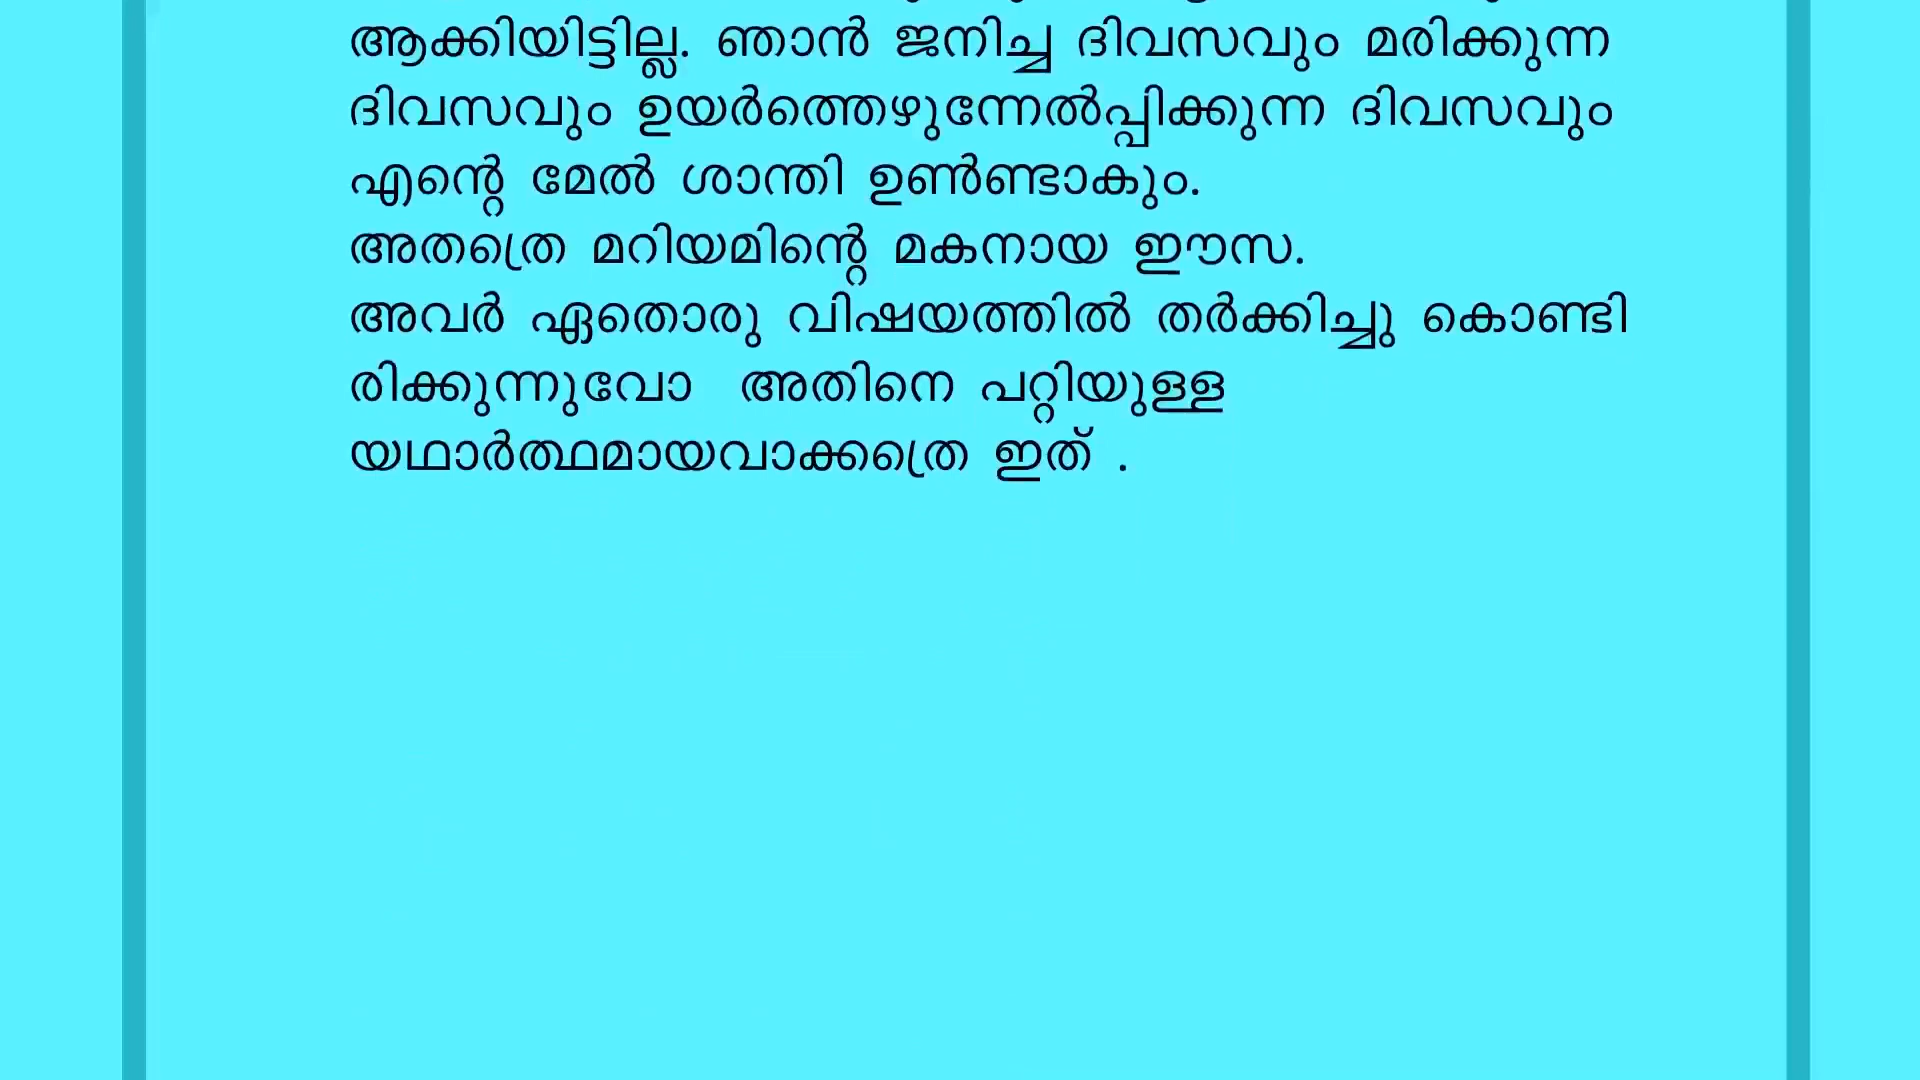 ആക്കിയിട്ടില്ല. ഞാൻ ജനിച്ച ദിവസവും മരിക്കുന്ന
ദിവസവും ഉയർത്തെഴുന്നേൽപ്പിക്കുന്ന ദിവസവും
എന്റെ മേൽ ശാന്തി ഉൺണ്ടാകും.
അതത്രെ മറിയമിന്റെ മകനായ ഈസ.
അവർ ഏതൊരു വിഷയത്തിൽ തർക്കിച്ചു കൊണ്ടി
രിക്കുന്നുവോ അതിനെ പറ്റിയുള്ള
യഥാർത്ഥമായവാക്കത്രെ ഇത് .